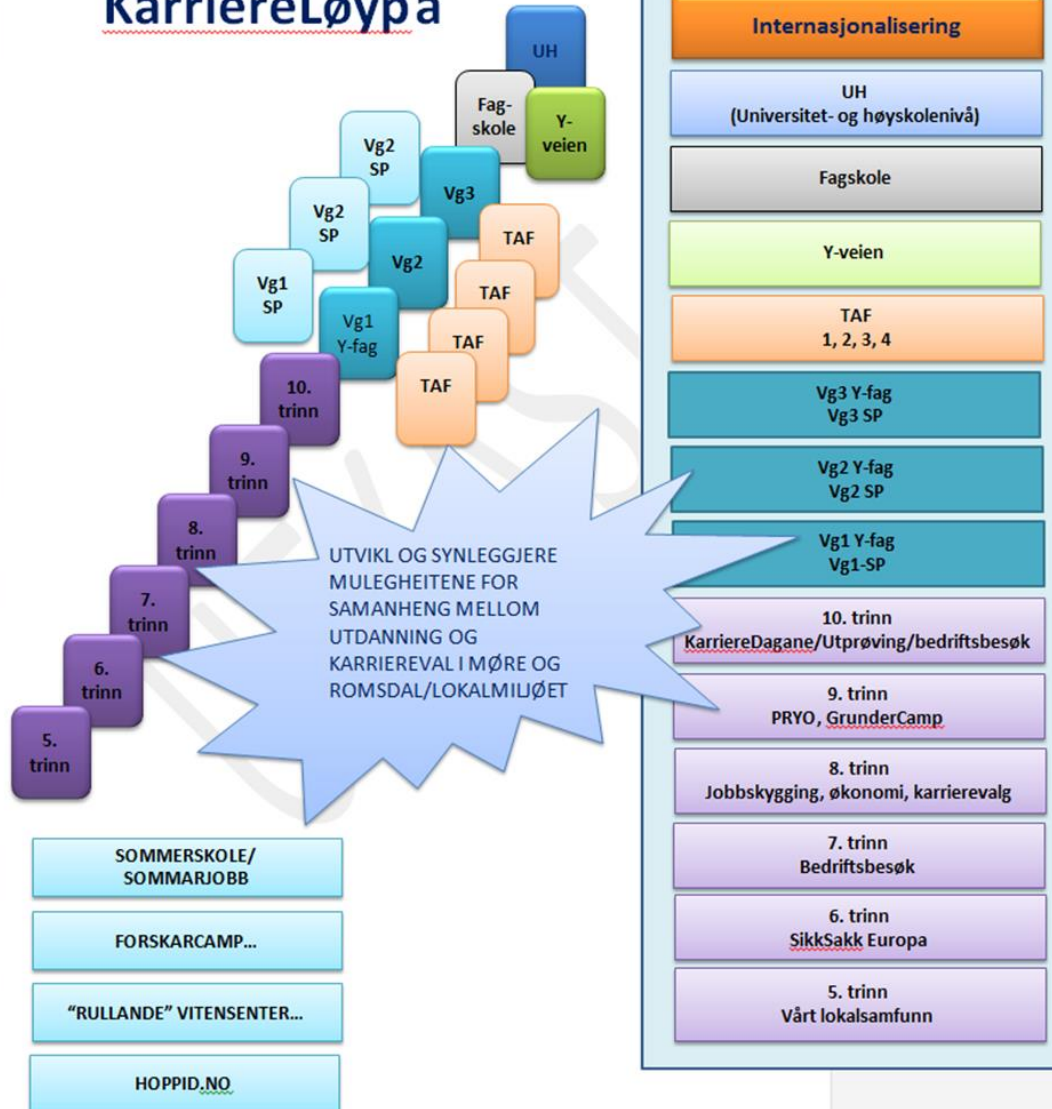 KarriereLøypa
UH
Fag-
skole
Y-
veien
Vg2
SP
Vg3
Vg2
SP
Vg2
TAF
Vg1
SP
TAF
Vg1
Y-fag
TAF
TAF
10.
trinn
9.
trinn
8.
trinn
7.
trinn
6.
trinn
5.
trinn
UTVIKL OG SYNLEGGJERE
MULEGHEITENE FOR
SAMANHENG MELLOM
UTDANNING OG
KARRIEREVAL I MØRE OG
ROMSDAL/LOKALMILJØET
SOMMERSKOLE/
SOMMARJOBB
FORSKARCAMP...
“RULLANDE” VITENSENTER...
HOPPID.NO
Internasjonalisering
UH
(Universitet- og høyskolenivå)
Fagskole
Y-veien
TAF
1, 2, 3, 4
Vg3 Y-fag
Vg3 SP
Vg2 Y-fag
Vg2 SP
Vg1 Y-fag
Vg1-SP
10. trinn
KarriereDagane/Utprøving/bedriftsbesøk
9. trinn
PRYO, GrunderCamp
8. trinn
Jobbskygging, økonomi, karrierevalg
7. trinn
Bedriftsbesøk
6. trinn
SikkSakk Europa
5. trinn
Vårt lokalsamfunn